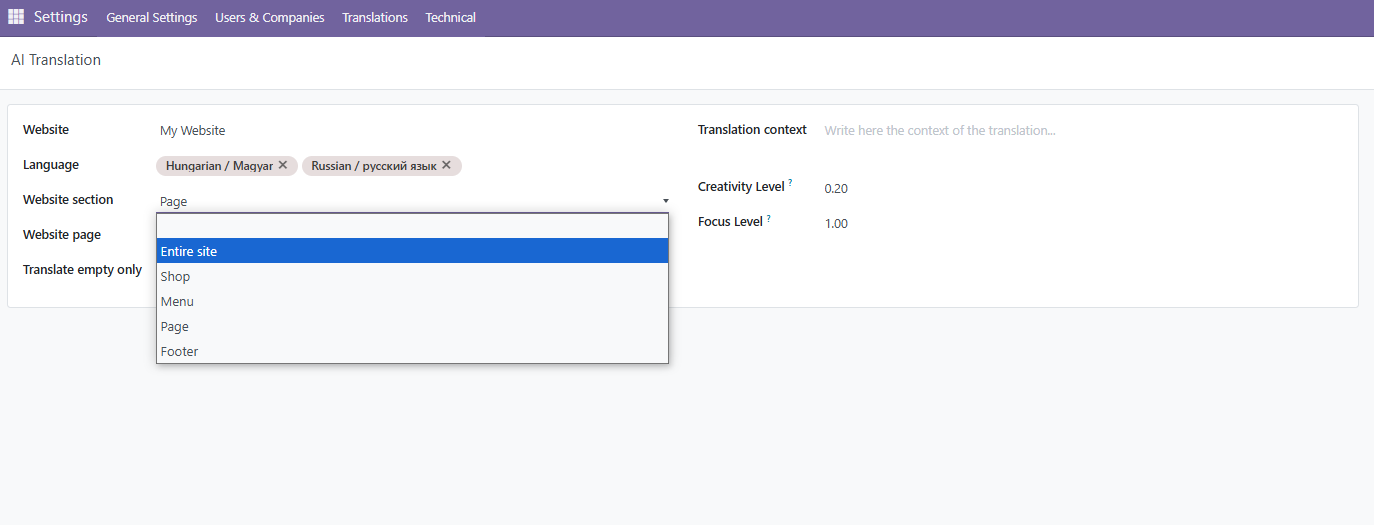 Settings General Settings Users & Companies Translations Technical
AI Translation
Website My Website
Language Hungarian / Magyar ✕ Russian / русский язык ✕
Website section Page
Website page
Translate empty only
Entire site
Shop
Menu
Page
Footer
Translation context Write here the context of the translation...
Creativity Level ? 0.20
Focus Level ? 1.00